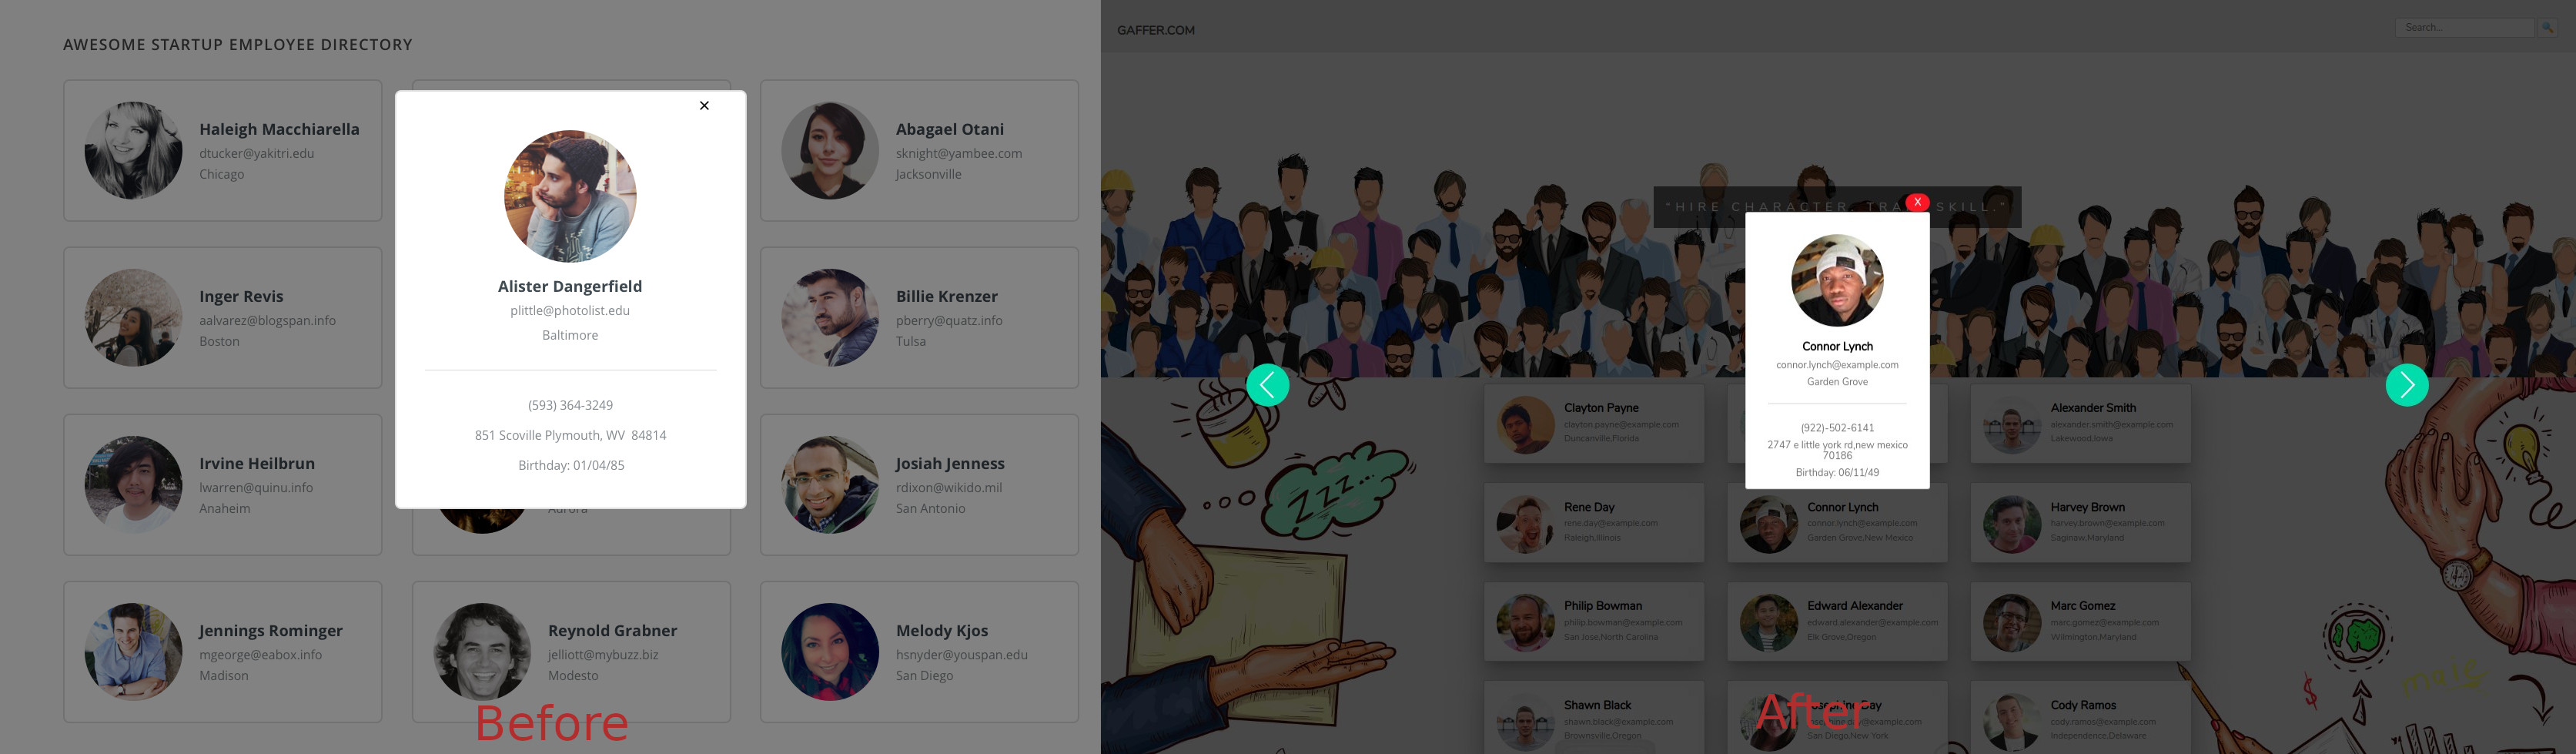 AWESOME STARTUP EMPLOYEE DIRECTORY
Haleigh Macchiarella
dtucker@yakitri.edu
Chicago
Abagael Otani
sknight@yambee.com
Jacksonville
Inger Revis
aalvarez@blogspan.info
Boston
Billie Krenzer
pberry@quatz.info
Tulsa
Irvine Heilbrun
lwarren@quinu.info
Anaheim
Aurora
Josiah Jenness
rdixon@wikido.mil
San Antonio
Jennings Rominger
mgeorge@eabox.info
Madison
Reynold Grabner
jelliott@mybuzz.biz
Modesto
Melody Kjos
hsnyder@youspan.edu
San Diego
×
Alister Dangerfield
plittle@photolist.edu
Baltimore
(593) 364-3249
851 Scoville Plymouth, WV 84814
Birthday: 01/04/85
Before
GAFFER.COM
Search...
"HIRE CHARACTER. TRA SKILL."
X
Connor Lynch
connor.lynch@example.com
Garden Grove
(922)-502-6141
2747 e little york rd,new mexico
70186
Birthday: 06/11/49
Clayton Payne
clayton.payne@example.com
Duncanville,Florida
Alexander Smith
alexander.smith@example.com
Lakewood,Iowa
Rene Day
rene.day@example.com
Raleigh,Illinois
Connor Lynch
connor.lynch@example.com
Garden Grove,New Mexico
Harvey Brown
harvey.brown@example.com
Saginaw,Maryland
Philip Bowman
philip.bowman@example.com
San Jose,North Carolina
Edward Alexander
edward.alexander@example.com
Elk Grove,Oregon
Marc Gomez
marc.gomez@example.com
Wilmington,Maryland
Shawn Black
shawn.black@example.com
Brownsville,Oregon
San Diego,New York
Cody Ramos
cody.ramos@example.com
Independence,Delaware
ZZZ...
$
After